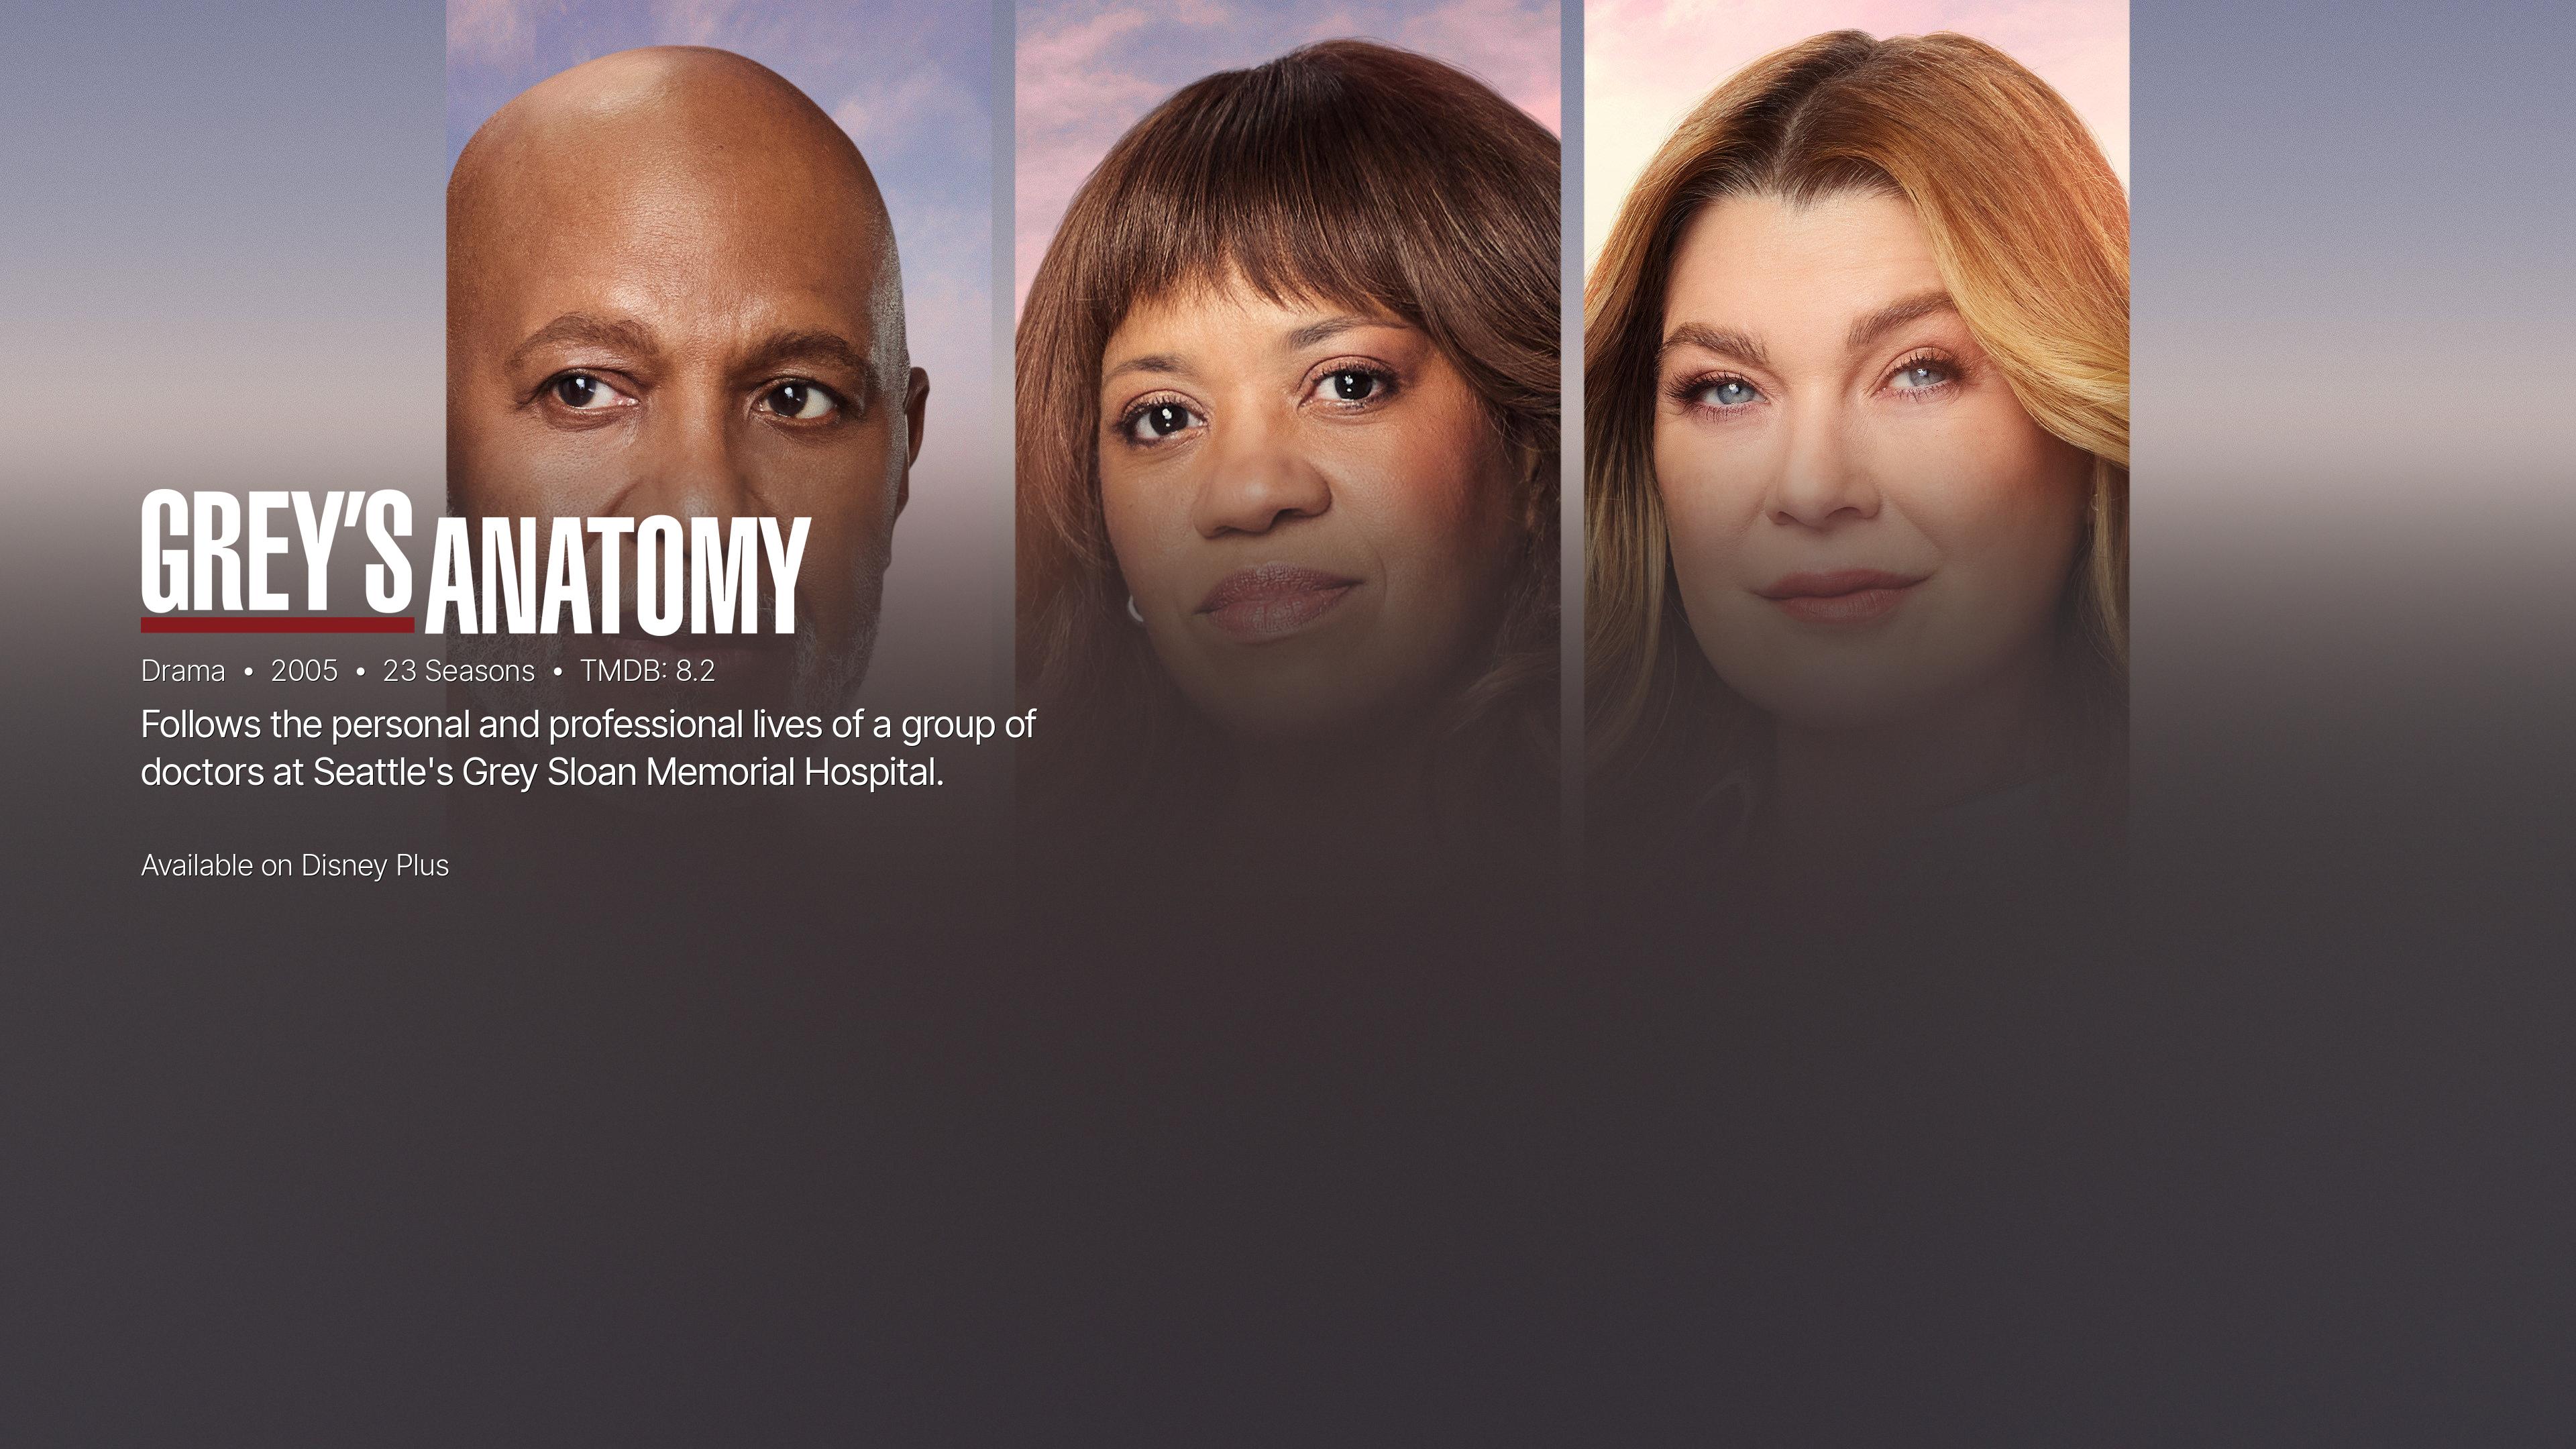 GREY'S ANATOMY
Drama • 2005 • 23 Seasons • TMDB: 8.2
Follows the personal and professional lives of a group of
doctors at Seattle's Grey Sloan Memorial Hospital.
Available on Disney Plus